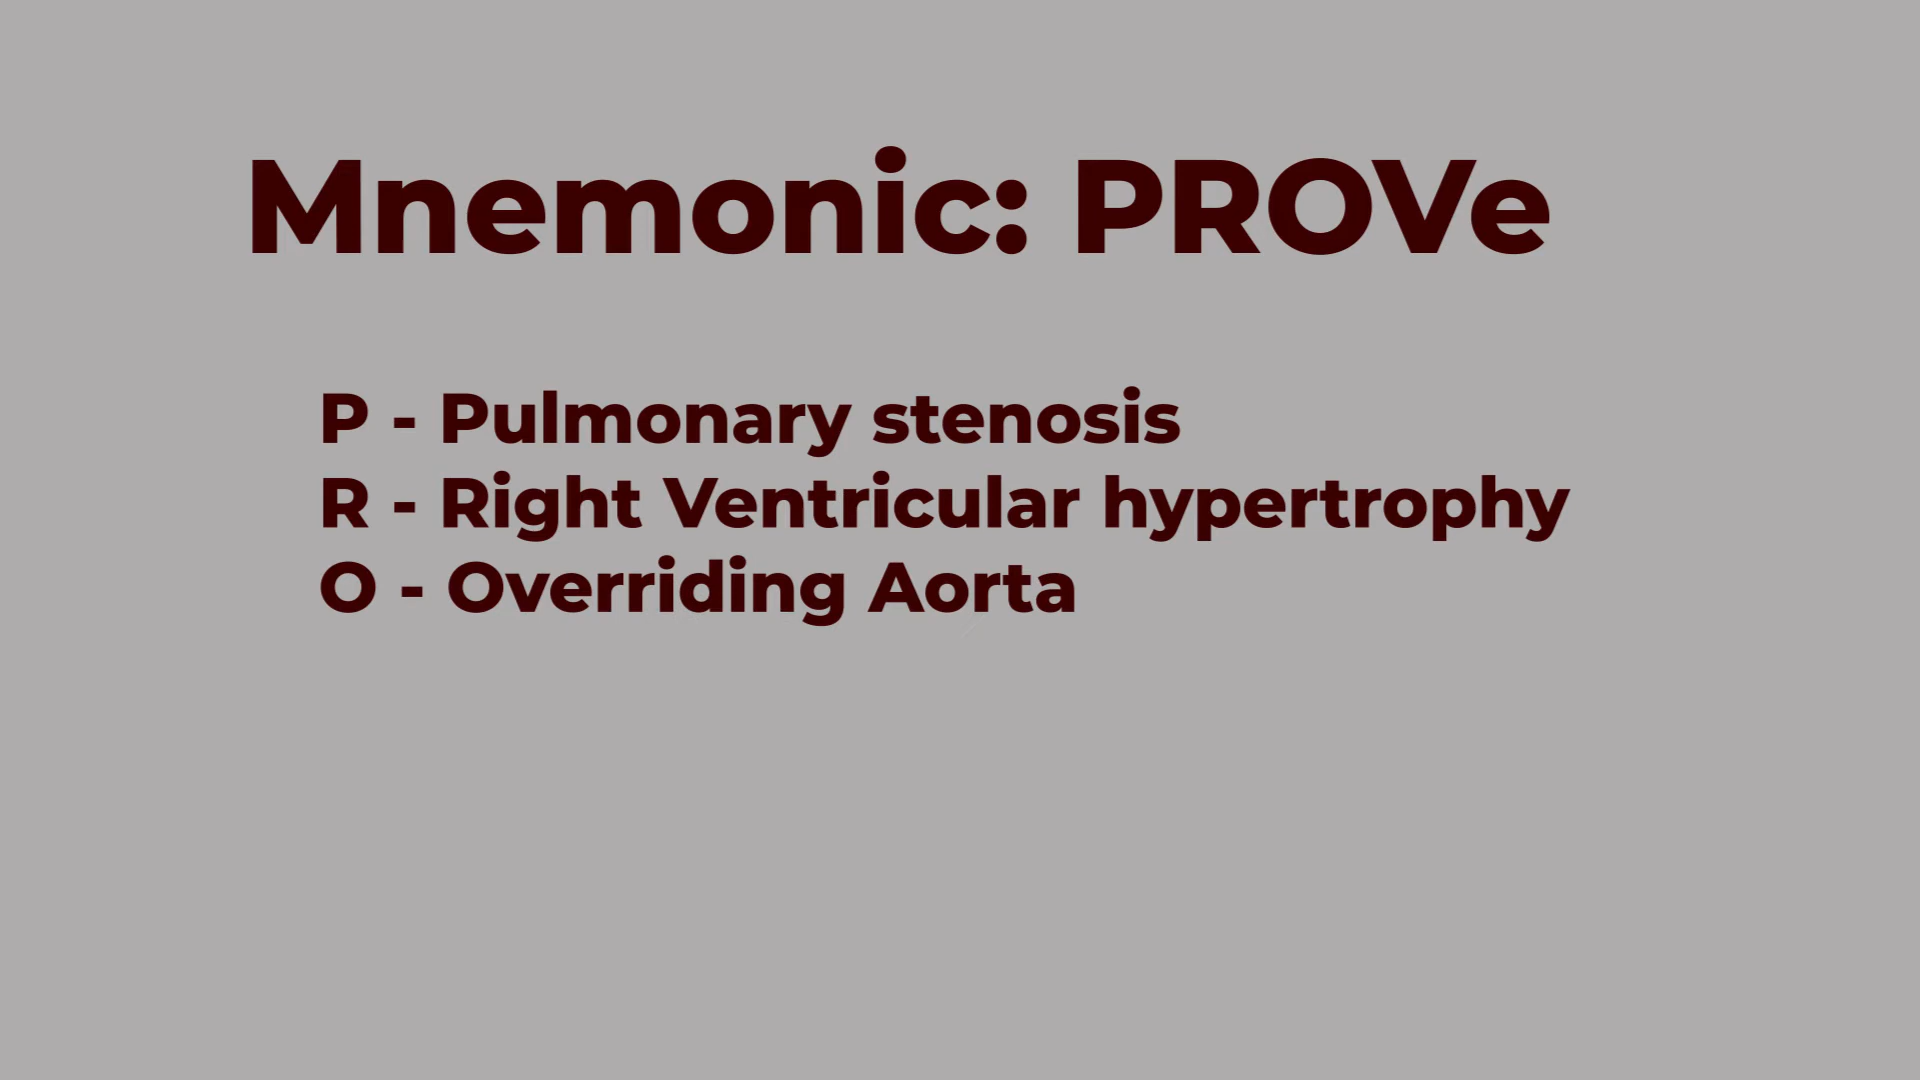 Mnemonic: PROVe
P - Pulmonary stenosis
R - Right Ventricular hypertrophy
O - Overriding Aorta